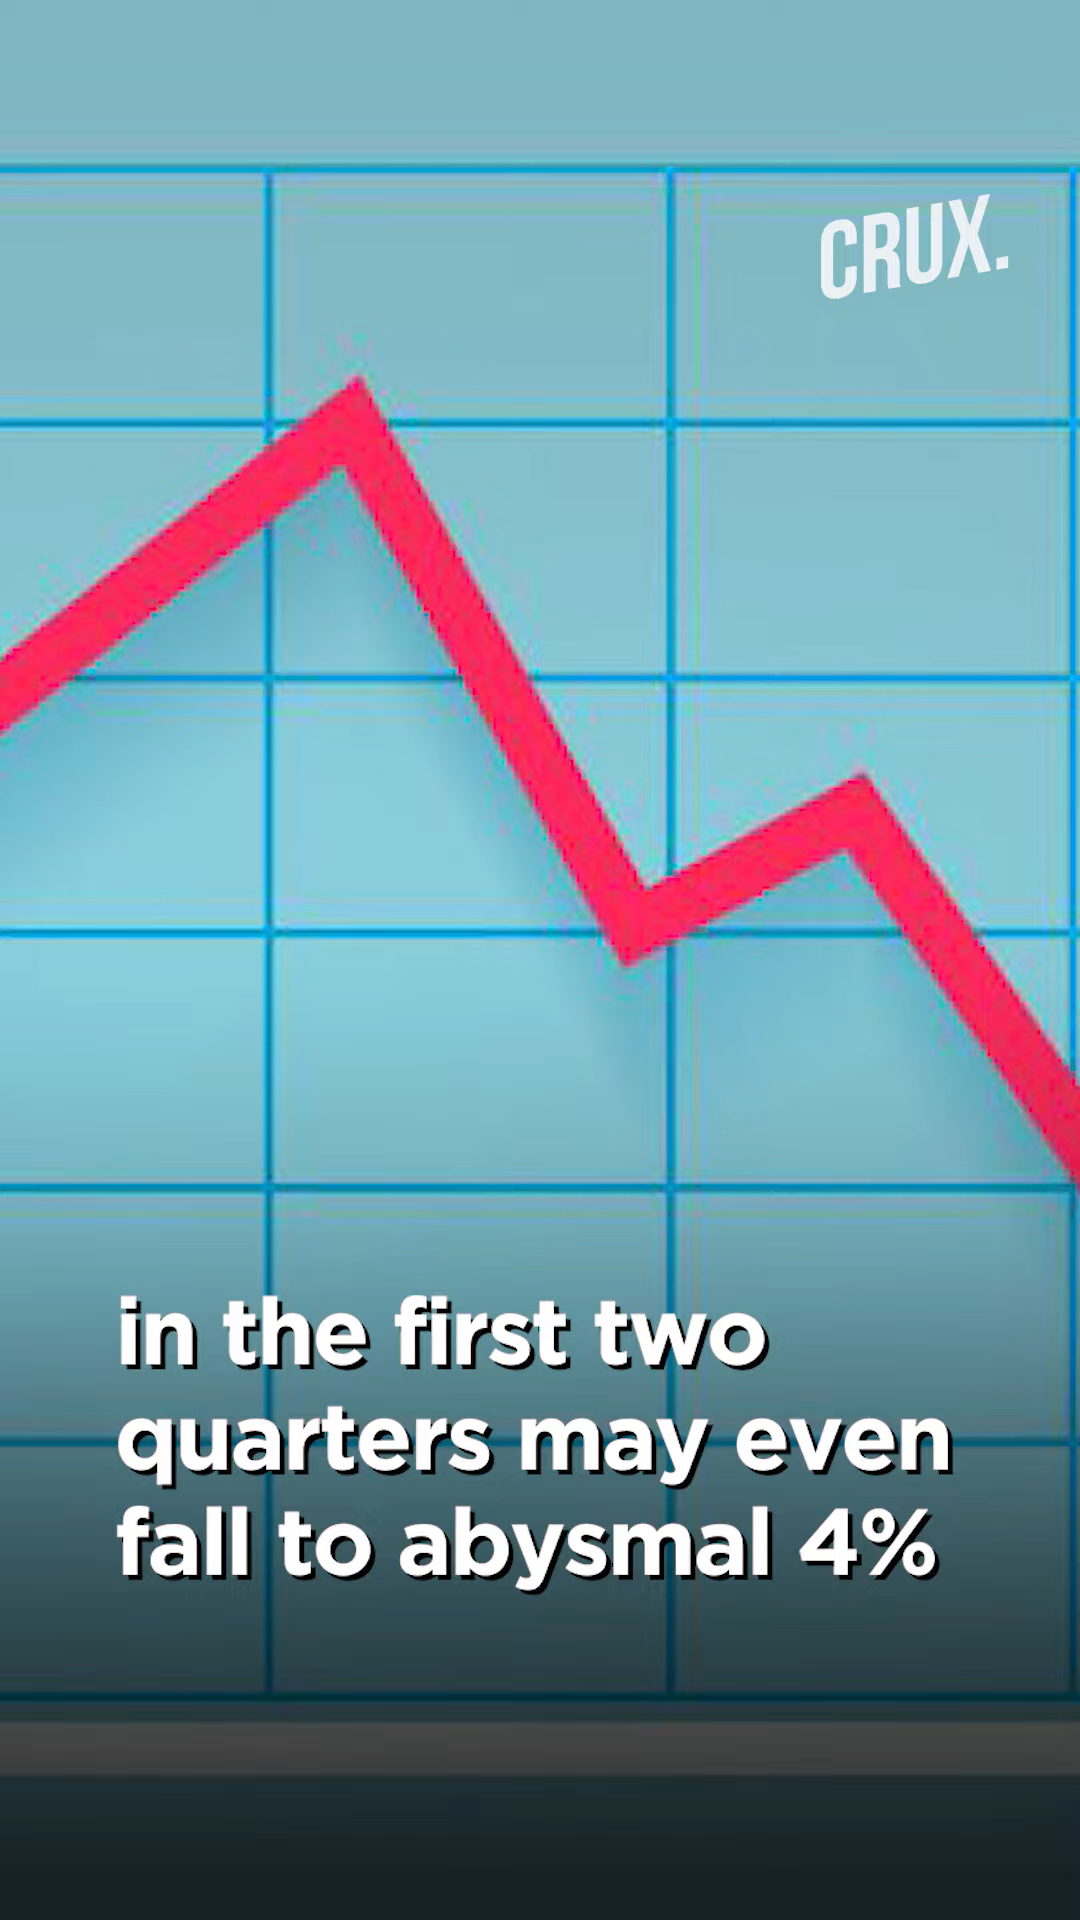 CRUX.
in the first two
quarters may even
fall to abysmal 4%